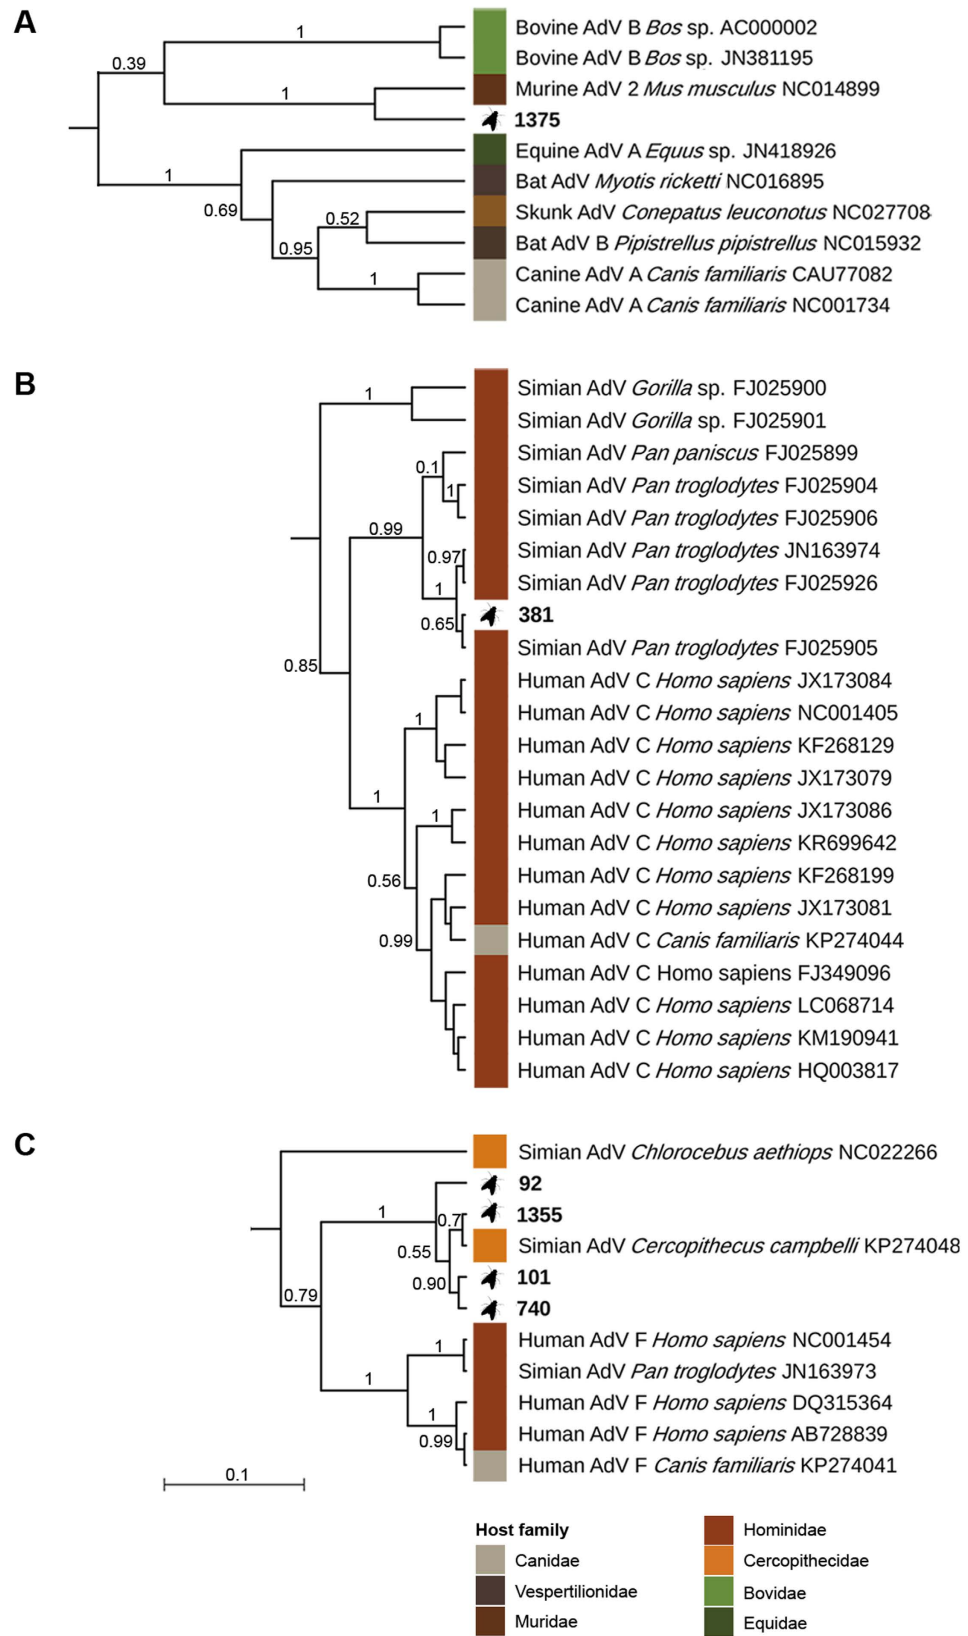 A
Bovine AdV B Bos sp. AC000002
1
0.39
Bovine AdV B Bos sp. JN381195
Murine AdV 2 Mus musculus NC014899
1
1375
Equine AdV A Equus sp. JN418926
1
Bat AdV Myotis ricketti NC016895
0.69
Skunk AdV Conepatus leuconotus NC027708
0.52
Bat AdV B Pipistrellus pipistrellus NC015932
0.95
Canine AdV A Canis familiaris CAU77082
1
Canine AdV A Canis familiaris NC001734
B
Simian AdV Gorilla sp. FJ025900
1
Simian AdV Gorilla sp. FJ025901
Simian AdV Pan paniscus FJ025899
0.1
Simian AdV Pan troglodytes FJ025904
1
Simian AdV Pan troglodytes FJ025906
0.99
Simian AdV Pan troglodytes JN163974
0.97
Simian AdV Pan troglodytes FJ025926
1
381
0.65
Simian AdV Pan troglodytes FJ025905
0.85
Human AdV C Homo sapiens JX173084
Human AdV C Homo sapiens NC001405
1
Human AdV C Homo sapiens KF268129
Human AdV C Homo sapiens JX173079
1
Human AdV C Homo sapiens JX173086
1
Human AdV C Homo sapiens KR699642
Human AdV C Homo sapiens KF268199
0.56
Human AdV C Homo sapiens JX173081
Human AdV C Canis familiaris KP274044
0.99
Human AdV C Homo sapiens FJ349096
Human AdV C Homo sapiens LC068714
Human AdV C Homo sapiens KM190941
Human AdV C Homo sapiens HQ003817
C
Simian AdV Chlorocebus aethiops NC022266
92
1
1355
0.7
Simian AdV Cercopithecus campbelli KP274048
0.55
101
0.90
740
0.79
Human AdV F Homo sapiens NC001454
1
Simian AdV Pan troglodytes JN163973
1
Human AdV F Homo sapiens DQ315364
1
Human AdV F Homo sapiens AB728839
0.99
Human AdV F Canis familiaris KP274041
0.1
Host family
Canidae
Vespertilionidae
Muridae
Hominidae
Cercopithecidae
Bovidae
Equidae